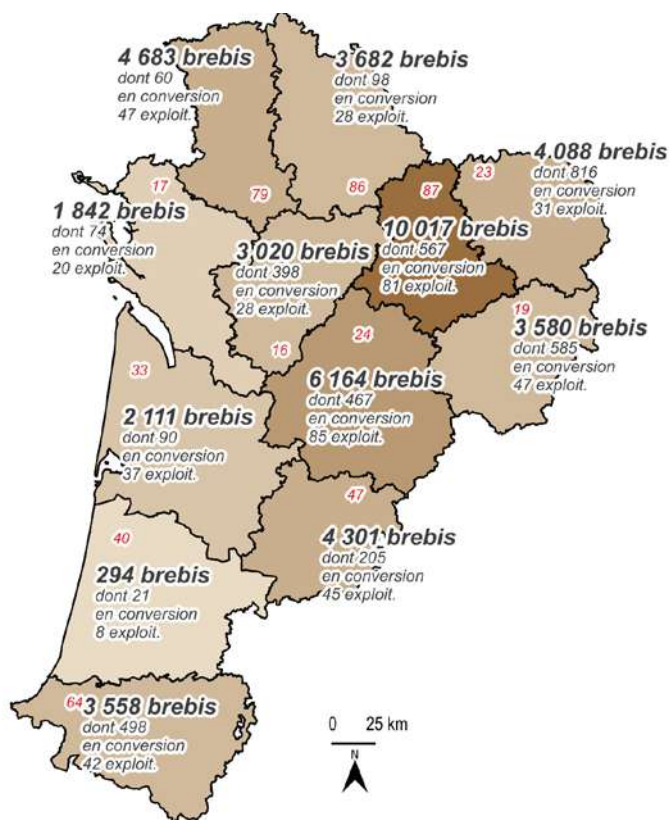 4 683 brebis
dont 60
en conversion
47 exploit.
79
3 682 brebis
dont 98
en conversion
28 exploit.
86
4 088 brebis
dont 816
en conversion
31 exploit.
23
17
1 842 brebis
dont 74
en conversion
20 exploit.
87
10 017 brebis
dont 567
en conversion
81 exploit.
3 020 brebis
dont 398
en conversion
28 exploit.
16
19
3 580 brebis
dont 585
en conversion
47 exploit.
24
6 164 brebis
dont 467
en conversion
85 exploit.
33
2 111 brebis
dont 90
en conversion
37 exploit.
47
4 301 brebis
dont 205
en conversion
45 exploit.
40
294 brebis
dont 21
en conversion
8 exploit.
64
3 558 brebis
dont 498
en conversion
42 exploit.
0 25 km
N